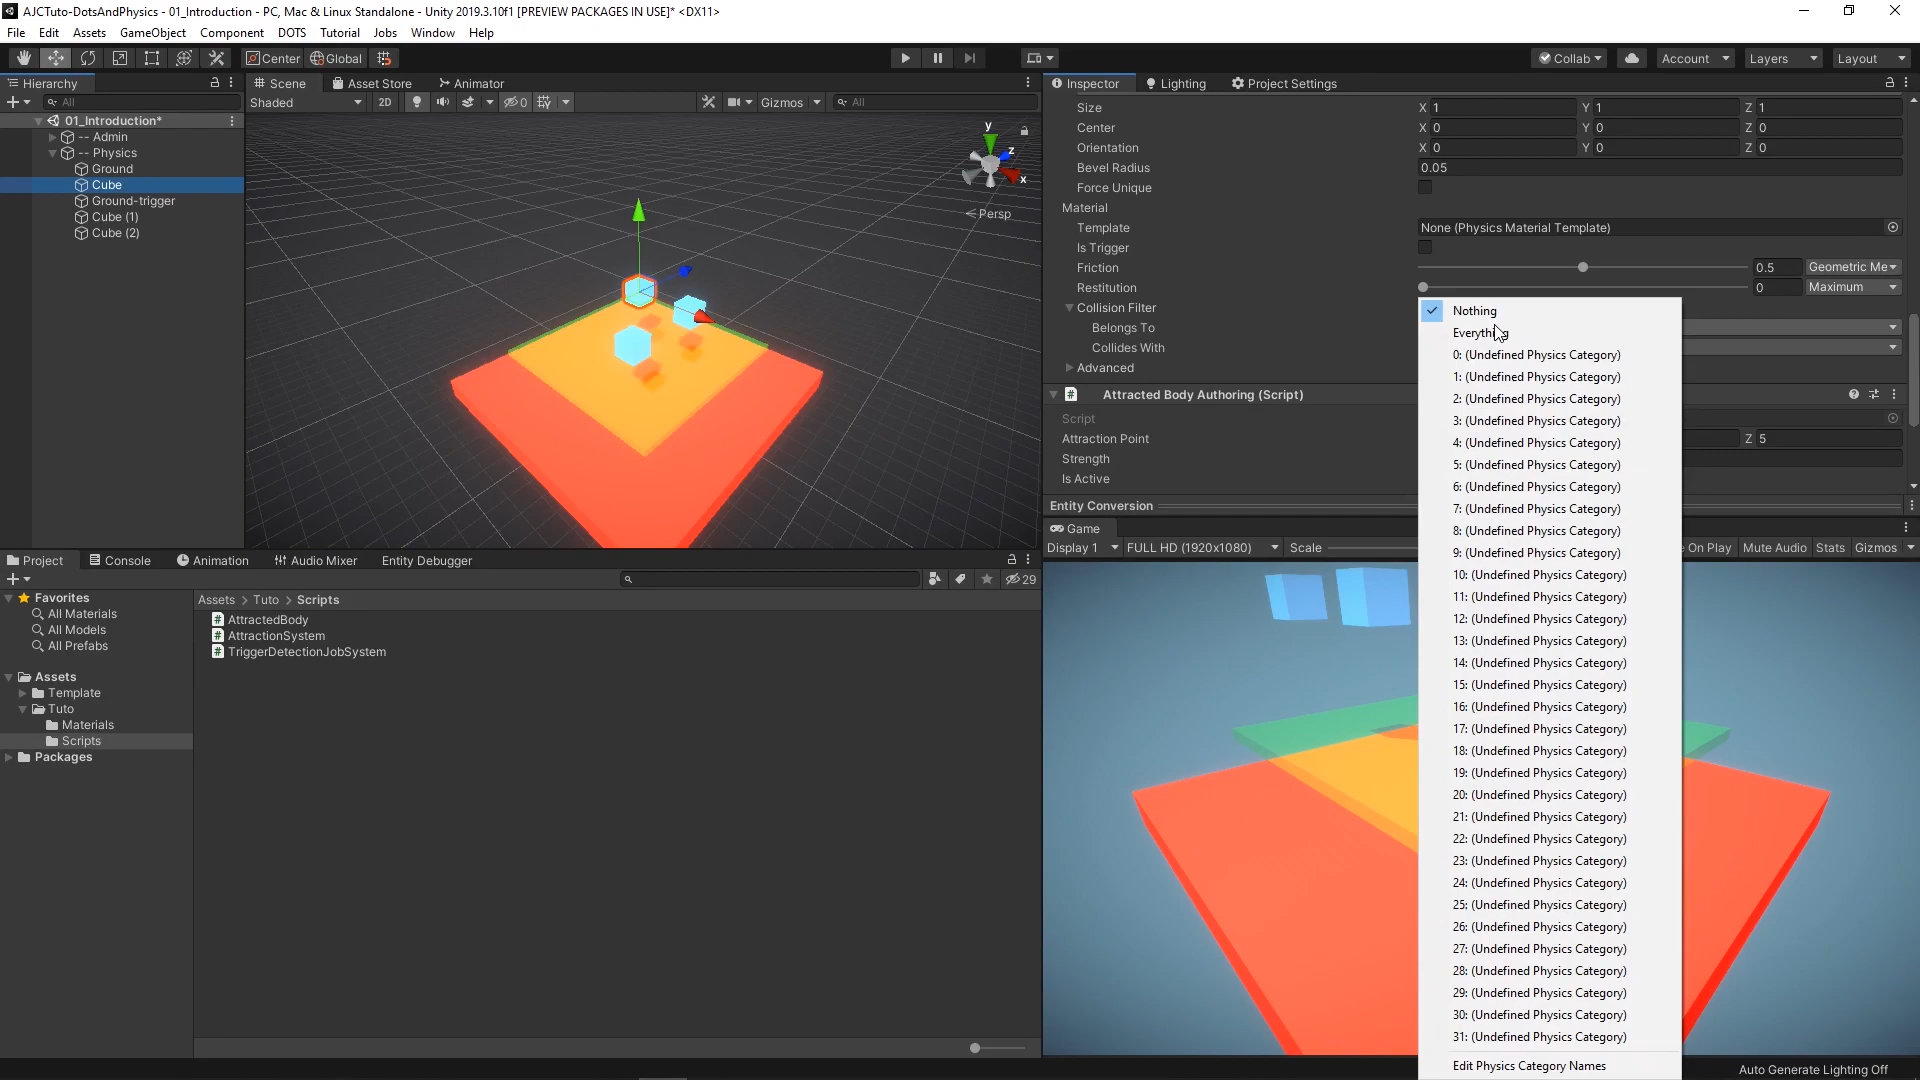 AJCTuto-DotsAndPhysics - 01_Introduction - PC, Mac & Linux Standalone - Unity 2019.3.10f1 [PREVIEW PACKAGES IN USE]* <DX11>
File Edit Assets GameObject Component DOTS Tutorial Jobs Window Help
Center Global Collab Account Layers Layout
Hierarchy
All
01_Introduction*
-- Admin
-- Physics
Ground
Cube
Ground-trigger
Cube (1)
Cube (2)
Scene Asset Store Animator
Shaded 2D 0 Gizmos All
y
z
x
Persp
Inspector Lighting Project Settings
Size X 1 Y 1 Z 1
Center X 0 Y 0 Z 0
Orientation X 0 Y 0 Z 0
Bevel Radius 0.05
Force Unique
Material
Template None (Physics Material Template)
Is Trigger
Friction 0.5 Geometric Me
Restitution 0 Maximum
Collision Filter
Belongs To
Collides With
Advanced
# Attracted Body Authoring (Script)
Script
Attraction Point Z 5
Strength
Is Active
Entity Conversion
Nothing
Everything
0: (Undefined Physics Category)
1: (Undefined Physics Category)
2: (Undefined Physics Category)
3: (Undefined Physics Category)
4: (Undefined Physics Category)
5: (Undefined Physics Category)
6: (Undefined Physics Category)
7: (Undefined Physics Category)
8: (Undefined Physics Category)
9: (Undefined Physics Category)
10: (Undefined Physics Category)
11: (Undefined Physics Category)
12: (Undefined Physics Category)
13: (Undefined Physics Category)
14: (Undefined Physics Category)
15: (Undefined Physics Category)
16: (Undefined Physics Category)
17: (Undefined Physics Category)
18: (Undefined Physics Category)
19: (Undefined Physics Category)
20: (Undefined Physics Category)
21: (Undefined Physics Category)
22: (Undefined Physics Category)
23: (Undefined Physics Category)
24: (Undefined Physics Category)
25: (Undefined Physics Category)
26: (Undefined Physics Category)
27: (Undefined Physics Category)
28: (Undefined Physics Category)
29: (Undefined Physics Category)
30: (Undefined Physics Category)
31: (Undefined Physics Category)
Edit Physics Category Names
Game
Display 1 FULL HD (1920x1080) Scale On Play Mute Audio Stats Gizmos
Project Console Animation Audio Mixer Entity Debugger
29
Favorites
All Materials
All Models
All Prefabs
Assets
Template
Tuto
Materials
Scripts
Packages
Assets > Tuto > Scripts
# AttractedBody
# AttractionSystem
# TriggerDetectionJobSystem
Auto Generate Lighting Off